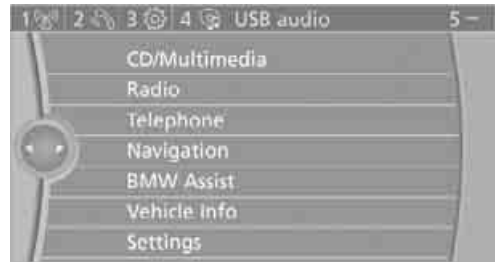 1 2 3 4 USB audio 5 -
CD/Multimedia
Radio
Telephone
Navigation
BMW Assist
Vehicle Info
Settings